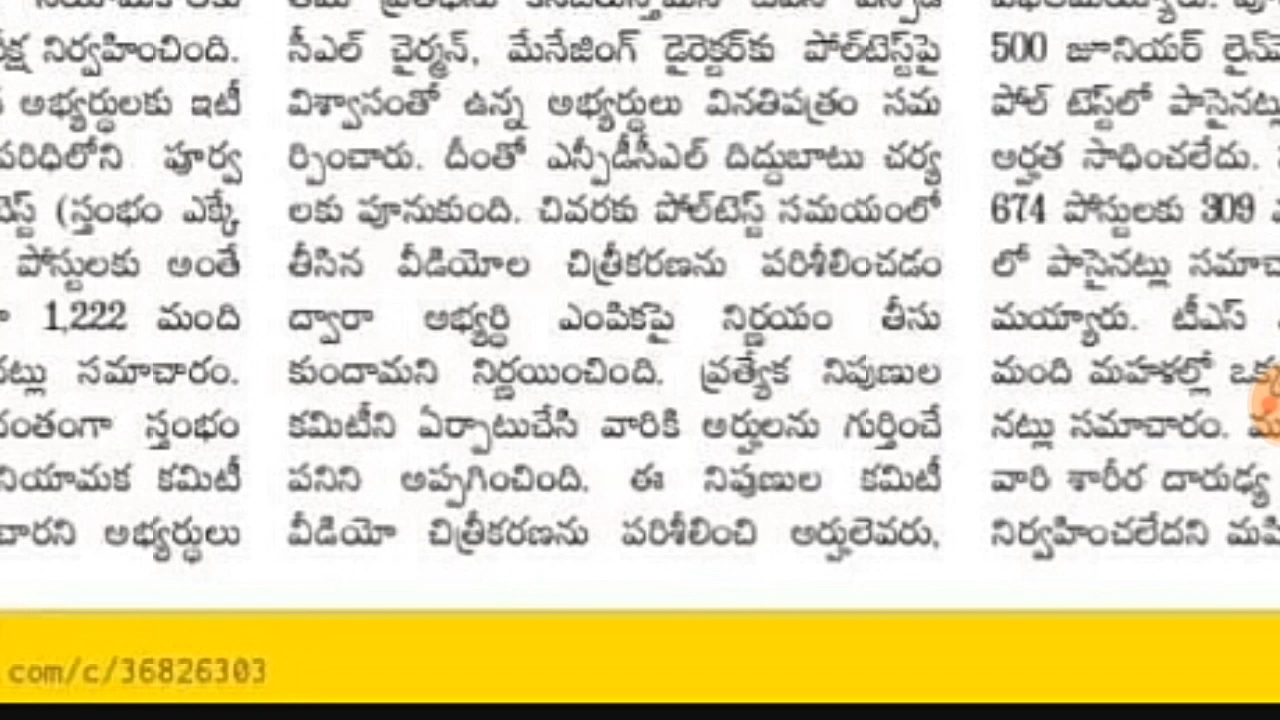 క్ష నిర్వహించింది.
అభ్యర్థులకు ఇటీ
పరిధిలోని పూర్వ
టెస్ట్ (స్తంభం ఎక్కే
పోస్టులకు అంతే
1,222 మంది
నట్లు సమాచారం.
స్తంభం
నియామక కమిటీ
చారని అభ్యర్థులు
సీఎల్ చైర్మన్, మేనేజింగ్ డైరెక్టర్‌కు పోల్‌టెస్ట్‌పై
విశ్వాసంతో ఉన్న అభ్యర్థులు వినతిపత్రం సమ
ర్పించారు. దీంతో ఎన్పీడీసీఎల్ దిద్దుబాటు చర్య
లకు పూనుకుంది. చివరకు పోల్‌టెస్ట్ సమయంలో
తీసిన వీడియోల చిత్రీకరణను పరిశీలించడం
ద్వారా అభ్యర్థి ఎంపికపై నిర్ణయం తీసు
కుందామని నిర్ణయించింది. ప్రత్యేక నిపుణుల
కమిటీని ఏర్పాటుచేసి వారికి అర్హులను గుర్తించే
పనిని అప్పగించింది. ఈ నిపుణుల కమిటీ
వీడియో చిత్రీకరణను పరిశీలించి అర్హులెవరు,
500 జూనియర్
పోల్ టెస్ట్‌లో పాసైనట్లు
అర్హత సాధించలేదు.
674 పోస్టులకు 309
లో పాసైనట్లు
మయ్యారు. టీఎస్
మంది మహిళల్లో
నట్లు సమాచారం.
వారి శారీర దారుఢ్య
నిర్వహించలేదని
com/c/36826303